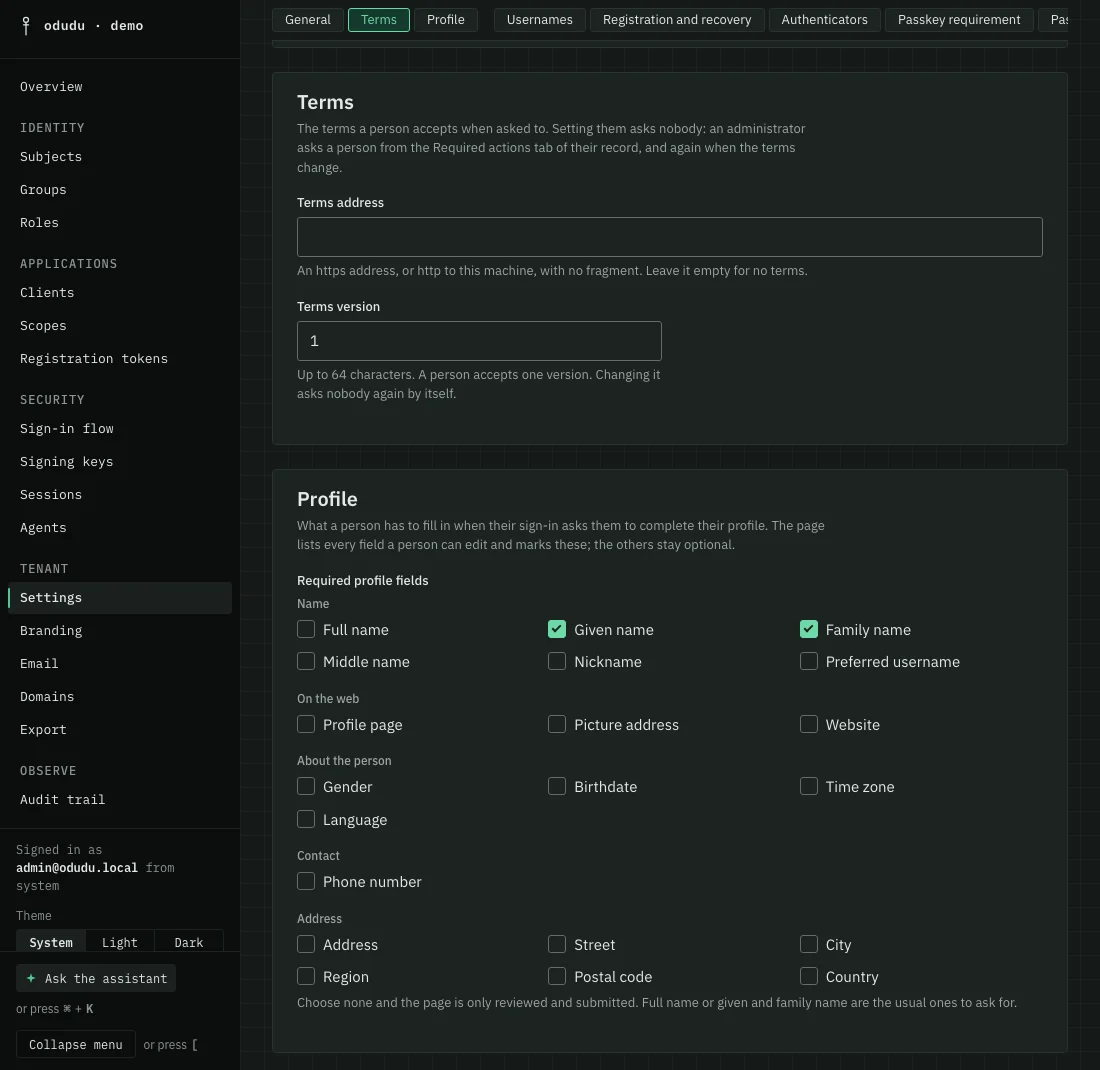 odudu · demo
Overview
IDENTITY
Subjects
Groups
Roles
APPLICATIONS
Clients
Scopes
Registration tokens
SECURITY
Sign-in flow
Signing keys
Sessions
Agents
TENANT
Settings
Branding
Email
Domains
Export
OBSERVE
Audit trail
Signed in as
admin@odudu.local from
system
Theme
System Light Dark
Ask the assistant
or press ⌘ + K
Collapse menu or press [
General Terms Profile Usernames Registration and recovery Authenticators Passkey requirement Pas
Terms
The terms a person accepts when asked to. Setting them asks nobody: an administrator
asks a person from the Required actions tab of their record, and again when the terms
change.
Terms address
An https address, or http to this machine, with no fragment. Leave it empty for no terms.
Terms version
1
Up to 64 characters. A person accepts one version. Changing it
asks nobody again by itself.
Profile
What a person has to fill in when their sign-in asks them to complete their profile. The page
lists every field a person can edit and marks these; the others stay optional.
Required profile fields
Name
Full name Given name Family name
Middle name Nickname Preferred username
On the web
Profile page Picture address Website
About the person
Gender Birthdate Time zone
Language
Contact
Phone number
Address
Address Street City
Region Postal code Country
Choose none and the page is only reviewed and submitted. Full name or given and family name are the usual ones to ask for.